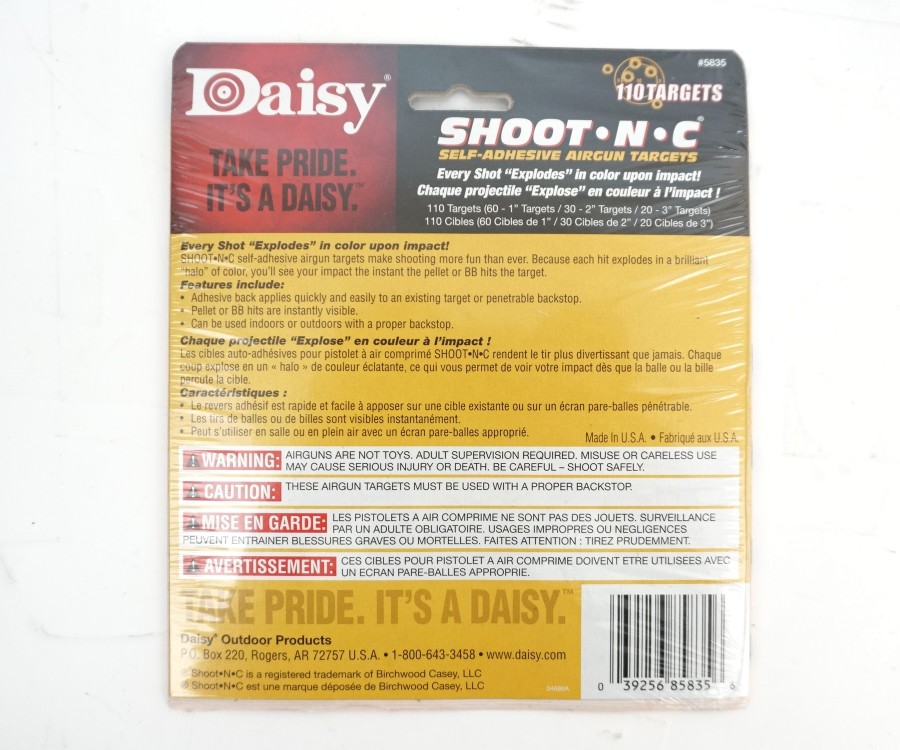 Daisy®
TAKE PRIDE.
IT'S A DAISY.™
#5835
110 TARGETS
SHOOT•N•C®
SELF-ADHESIVE AIRGUN TARGETS
Every Shot "Explodes" in color upon impact!
Chaque projectile "Explose" en couleur à l'impact !
110 Targets (60 - 1" Targets / 30 - 2" Targets / 20 - 3" Targets)
110 Cibles (60 Cibles de 1" / 30 Cibles de 2" / 20 Cibles de 3")
Every Shot "Explodes" in color upon impact!
SHOOT•N•C self-adhesive airgun targets make shooting more fun than ever. Because each hit explodes in a brilliant
"halo" of color, you'll see your impact the instant the pellet or BB hits the target.
Features include:
• Adhesive back applies quickly and easily to an existing target or penetrable backstop.
• Pellet or BB hits are instantly visible.
• Can be used indoors or outdoors with a proper backstop.
Chaque projectile "Explose" en couleur à l'impact !
Les cibles auto-adhésives pour pistolet à air comprimé SHOOT•N•C rendent le tir plus divertissant que jamais. Chaque
coup explose en un « halo » de couleur éclatante, ce qui vous permet de voir votre impact dès que la balle ou la bille
percute la cible.
Caractéristiques :
• Le revers adhésif est rapide et facile à apposer sur une cible existante ou sur un écran pare-balles pénétrable.
• Les tirs de balles ou de billes sont visibles instantanément.
• Peut s'utiliser en salle ou en plein air avec un écran pare-balles approprié.
Made In U.S.A. • Fabriqué aux U.S.A.
WARNING: AIRGUNS ARE NOT TOYS. ADULT SUPERVISION REQUIRED. MISUSE OR CARELESS USE
MAY CAUSE SERIOUS INJURY OR DEATH. BE CAREFUL – SHOOT SAFELY.
CAUTION: THESE AIRGUN TARGETS MUST BE USED WITH A PROPER BACKSTOP.
MISE EN GARDE: LES PISTOLETS A AIR COMPRIME NE SONT PAS DES JOUETS. SURVEILLANCE
PAR UN ADULTE OBLIGATOIRE. USAGES IMPROPRES OU NEGLIGENCES
PEUVENT ENTRAINER BLESSURES GRAVES OU MORTELLES. FAITES ATTENTION : TIREZ PRUDEMMENT.
AVERTISSEMENT: CES CIBLES POUR PISTOLET A AIR COMPRIME DOIVENT ETRE UTILISEES AVEC
UN ECRAN PARE-BALLES APPROPRIE.
TAKE PRIDE. IT'S A DAISY.™
Daisy® Outdoor Products
P.O. Box 220, Rogers, AR 72757 U.S.A. • 1-800-643-3458 • www.daisy.com
® Shoot•N•C is a registered trademark of Birchwood Casey, LLC
® Shoot•N•C est une marque déposée de Birchwood Casey, LLC
0 39256 85835 6